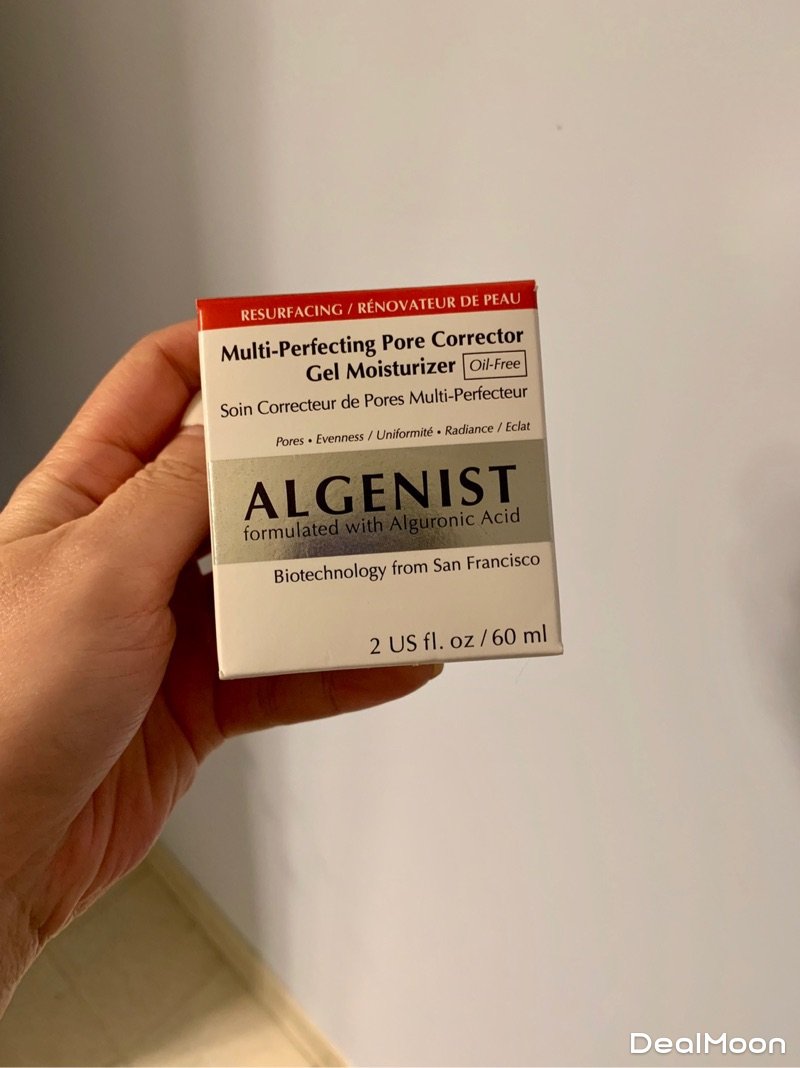 RESURFACING / RÉNOVATEUR DE PEAU
Multi-Perfecting Pore Corrector
Gel Moisturizer Oil-Free
Soin Correcteur de Pores Multi-Perfecteur
Pores • Evenness / Uniformité • Radiance / Eclat
ALGENIST
formulated with Alguronic Acid
Biotechnology from San Francisco
2 US fl. oz / 60 ml
DealMoon